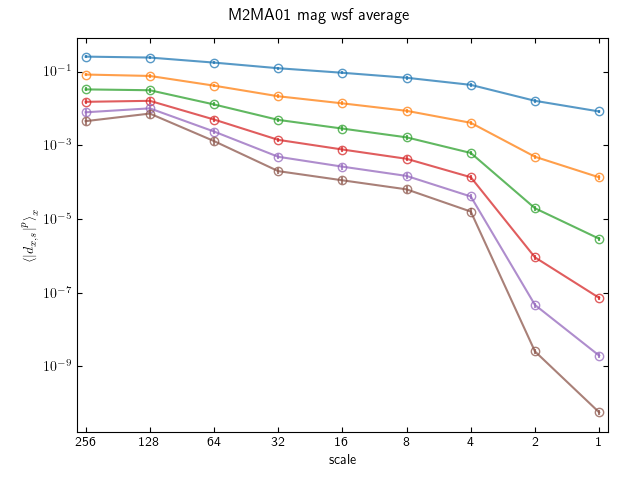 M2MA01 mag wsf average
⟨|d_{x,s}|^p⟩_x
10^{-1}
10^{-3}
10^{-5}
10^{-7}
10^{-9}
256 128 64 32 16 8 4 2 1
scale